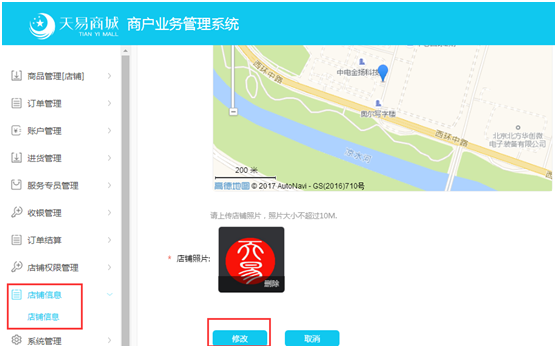 天易商城
TIAN YI MALL
商户业务管理系统
商品管理[店铺]
订单管理
账户管理
进货管理
服务专员管理
收银管理
订单结算
店铺权限管理
店铺信息
店铺信息
系统管理
西环中路
中电金扬科技
图尔写字楼
西环中路
北京北方华创微
电子装备有限公司
凉水河
200 米
高德地图 © 2017 AutoNavi - GS(2016)710号
请上传店铺照片，照片大小不超过10M。
* 店铺照片:
天易
删除
修改
取消